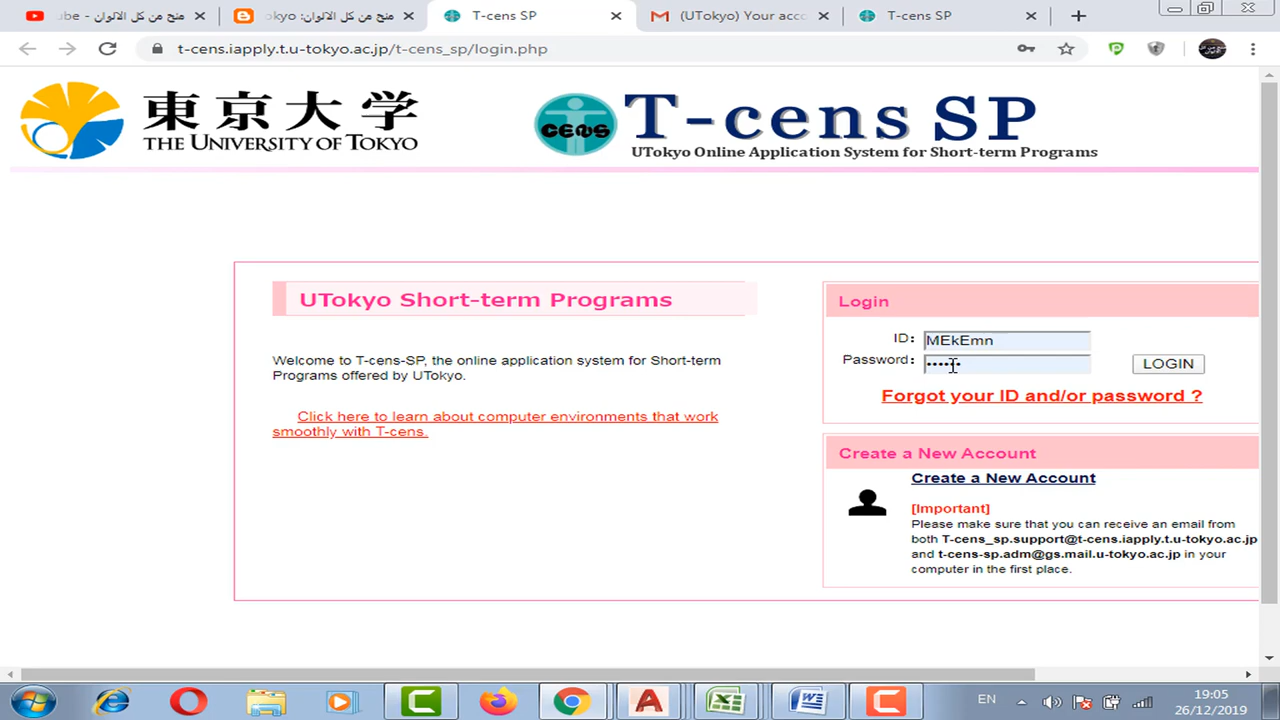 ube - منح من كل الالوان
okyo :منح من كل الالوان
T-cens SP
(UTokyo) Your acco
T-cens SP
t-cens.iapply.t.u-tokyo.ac.jp/t-cens_sp/login.php
東京大学
THE UNIVERSITY OF TOKYO
CENS
T-cens SP
UTokyo Online Application System for Short-term Programs
UTokyo Short-term Programs
Welcome to T-cens-SP, the online application system for Short-term
Programs offered by UTokyo.
Click here to learn about computer environments that work
smoothly with T-cens.
Login
ID:
MEkEmn
Password:
LOGIN
Forgot your ID and/or password ?
Create a New Account
Create a New Account
[Important]
Please make sure that you can receive an email from
both T-cens_sp.support@t-cens.iapply.t.u-tokyo.ac.jp
and t-cens-sp.adm@gs.mail.u-tokyo.ac.jp in your
computer in the first place.
EN
19:05
26/12/2019